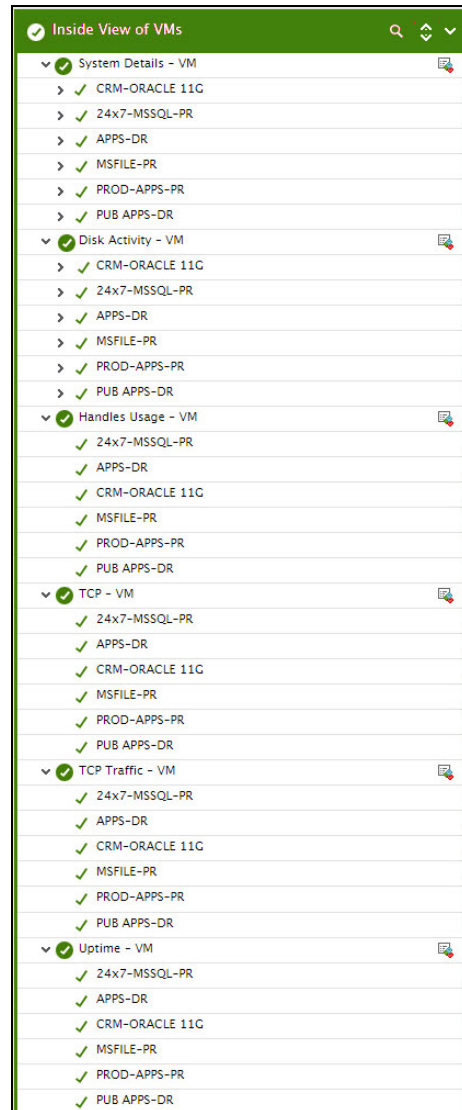 Inside View of VMs
System Details - VM
CRM-ORACLE 11G
24x7-MSSQL-PR
APPS-DR
MSFILE-PR
PROD-APPS-PR
PUB APPS-DR
Disk Activity - VM
CRM-ORACLE 11G
24x7-MSSQL-PR
APPS-DR
MSFILE-PR
PROD-APPS-PR
PUB APPS-DR
Handles Usage - VM
24x7-MSSQL-PR
APPS-DR
CRM-ORACLE 11G
MSFILE-PR
PROD-APPS-PR
PUB APPS-DR
TCP - VM
24x7-MSSQL-PR
APPS-DR
CRM-ORACLE 11G
MSFILE-PR
PROD-APPS-PR
PUB APPS-DR
TCP Traffic - VM
24x7-MSSQL-PR
APPS-DR
CRM-ORACLE 11G
MSFILE-PR
PROD-APPS-PR
PUB APPS-DR
Uptime - VM
24x7-MSSQL-PR
APPS-DR
CRM-ORACLE 11G
MSFILE-PR
PROD-APPS-PR
PUB APPS-DR